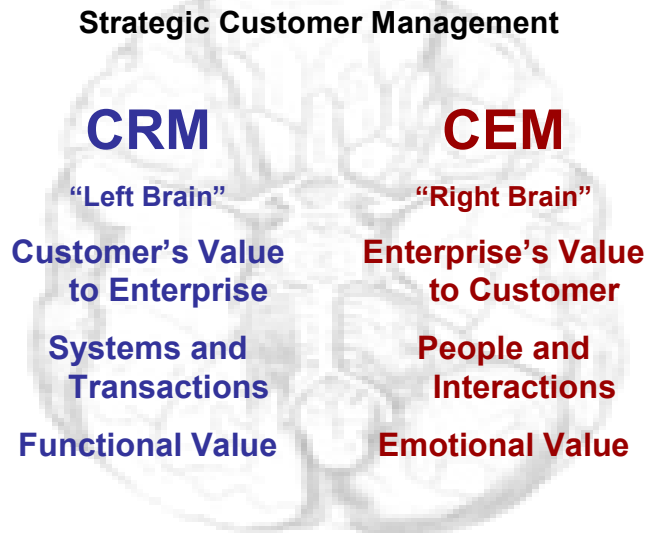 Strategic Customer Management
CRM
“Left Brain”
Customer’s Value
to Enterprise
Systems and
Transactions
Functional Value
CEM
“Right Brain”
Enterprise’s Value
to Customer
People and
Interactions
Emotional Value